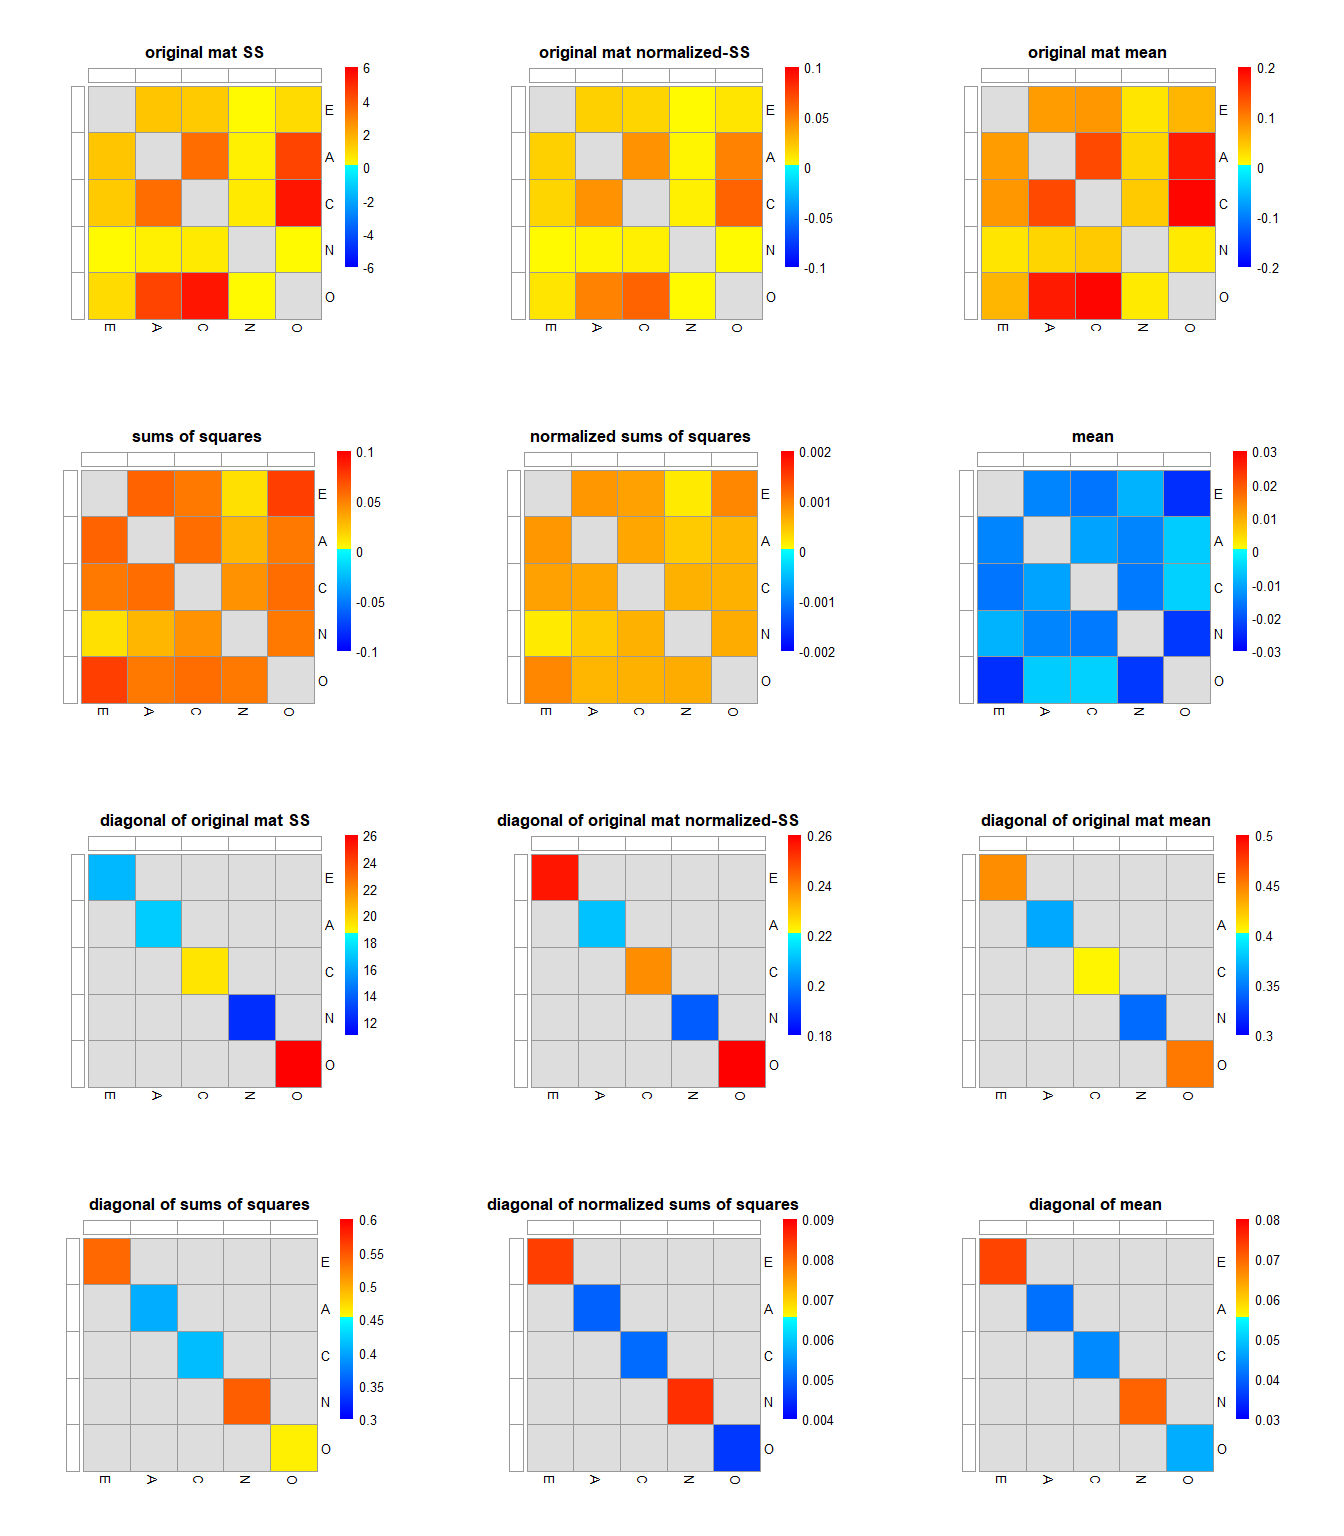 original mat SS
6
4
2
0
-2
-4
-6
E
A
C
N
O
E A C N O
original mat normalized-SS
0.1
0.05
0
-0.05
-0.1
E
A
C
N
O
E A C N O
original mat mean
0.2
0.1
0
-0.1
-0.2
E
A
C
N
O
E A C N O
sums of squares
0.1
0.05
0
-0.05
-0.1
E
A
C
N
O
E A C N O
normalized sums of squares
0.002
0.001
0
-0.001
-0.002
E
A
C
N
O
E A C N O
mean
0.03
0.02
0.01
0
-0.01
-0.02
-0.03
E
A
C
N
O
E A C N O
diagonal of original mat SS
26
24
22
20
18
16
14
12
E
A
C
N
O
E A C N O
diagonal of original mat normalized-SS
0.26
0.24
0.22
0.2
0.18
E
A
C
N
O
E A C N O
diagonal of original mat mean
0.5
0.45
0.4
0.35
0.3
E
A
C
N
O
E A C N O
diagonal of sums of squares
0.6
0.55
0.5
0.45
0.4
0.35
0.3
E
A
C
N
O
E A C N O
diagonal of normalized sums of squares
0.009
0.008
0.007
0.006
0.005
0.004
E
A
C
N
O
E A C N O
diagonal of mean
0.08
0.07
0.06
0.05
0.04
0.03
E
A
C
N
O
E A C N O